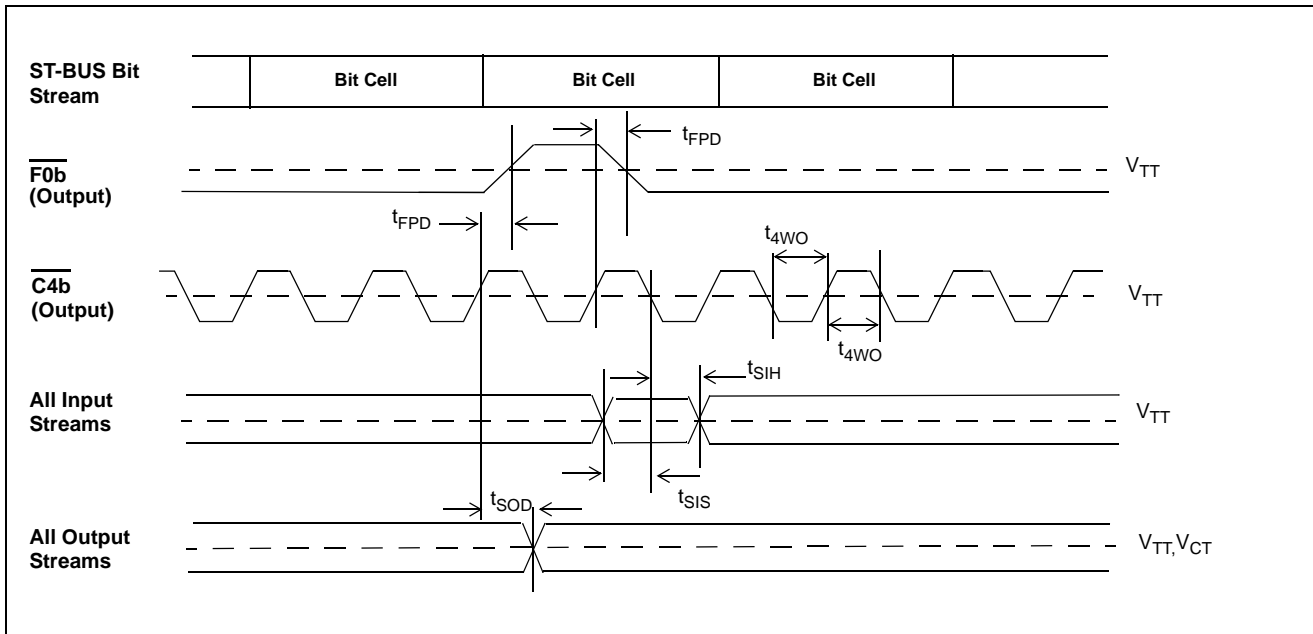 ST-BUS Bit
Stream
Bit Cell
Bit Cell
Bit Cell
tFPD
F0b
(Output)
VTT
tFPD
t4WO
C4b
(Output)
VTT
t4WO
tSIH
All Input
Streams
VTT
tSOD
tSIS
All Output
Streams
VTT,VCT